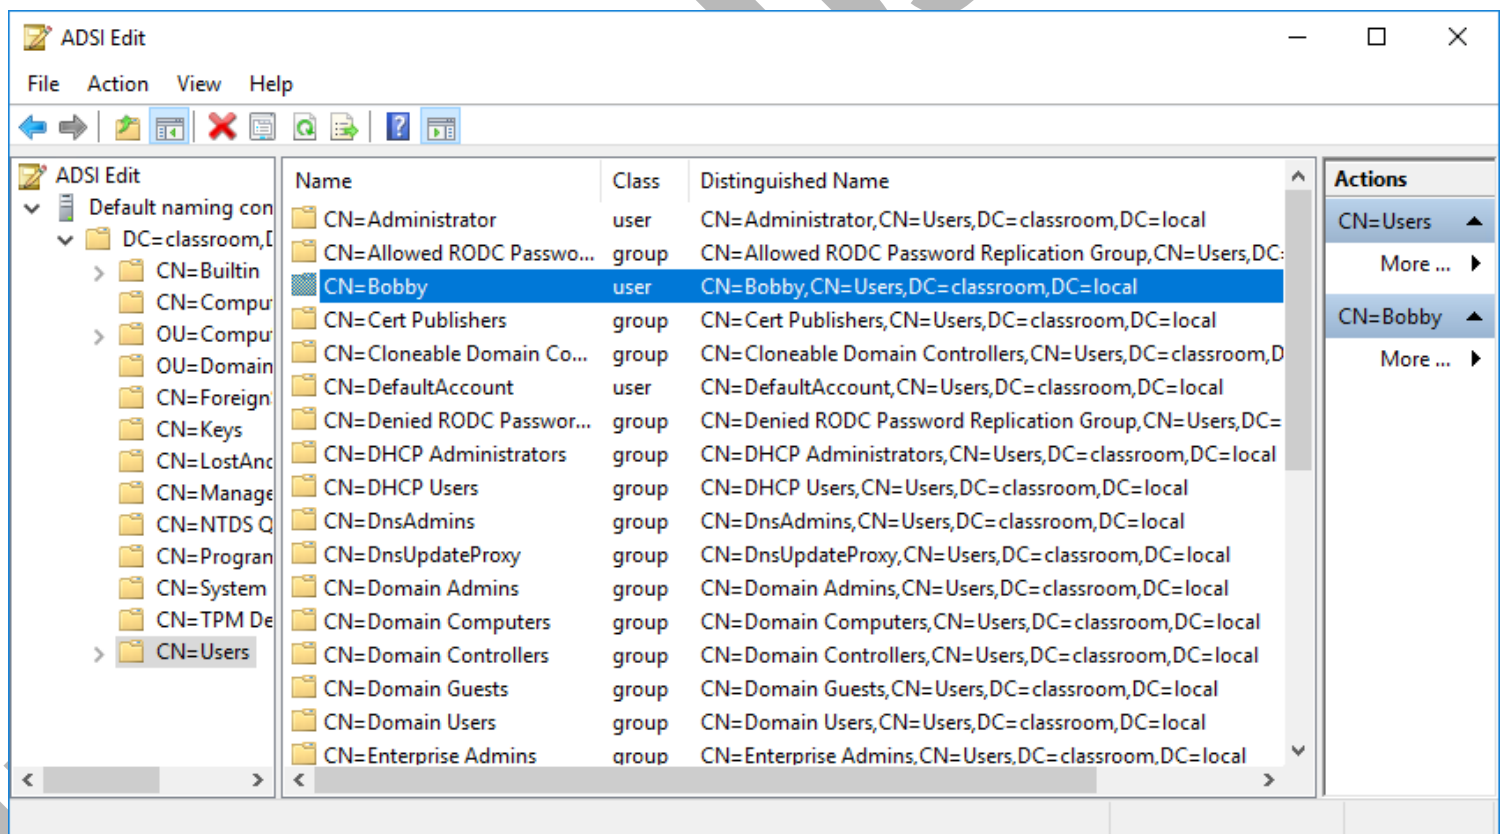 ADSI Edit
File Action View Help
ADSI Edit
Default naming con
DC=classroom,D
CN=Builtin
CN=Compu
OU=Compu
OU=Domain
CN=Foreign
CN=Keys
CN=LostAnd
CN=Manage
CN=NTDS Q
CN=Program
CN=System
CN=TPM De
CN=Users
Name Class Distinguished Name
CN=Administrator user CN=Administrator,CN=Users,DC=classroom,DC=local
CN=Allowed RODC Passwo... group CN=Allowed RODC Password Replication Group,CN=Users,DC=
CN=Bobby user CN=Bobby,CN=Users,DC=classroom,DC=local
CN=Cert Publishers group CN=Cert Publishers,CN=Users,DC=classroom,DC=local
CN=Cloneable Domain Co... group CN=Cloneable Domain Controllers,CN=Users,DC=classroom,D
CN=DefaultAccount user CN=DefaultAccount,CN=Users,DC=classroom,DC=local
CN=Denied RODC Passwor... group CN=Denied RODC Password Replication Group,CN=Users,DC=
CN=DHCP Administrators group CN=DHCP Administrators,CN=Users,DC=classroom,DC=local
CN=DHCP Users group CN=DHCP Users,CN=Users,DC=classroom,DC=local
CN=DnsAdmins group CN=DnsAdmins,CN=Users,DC=classroom,DC=local
CN=DnsUpdateProxy group CN=DnsUpdateProxy,CN=Users,DC=classroom,DC=local
CN=Domain Admins group CN=Domain Admins,CN=Users,DC=classroom,DC=local
CN=Domain Computers group CN=Domain Computers,CN=Users,DC=classroom,DC=local
CN=Domain Controllers group CN=Domain Controllers,CN=Users,DC=classroom,DC=local
CN=Domain Guests group CN=Domain Guests,CN=Users,DC=classroom,DC=local
CN=Domain Users group CN=Domain Users,CN=Users,DC=classroom,DC=local
CN=Enterprise Admins group CN=Enterprise Admins,CN=Users,DC=classroom,DC=local
Actions
CN=Users
More ...
CN=Bobby
More ...